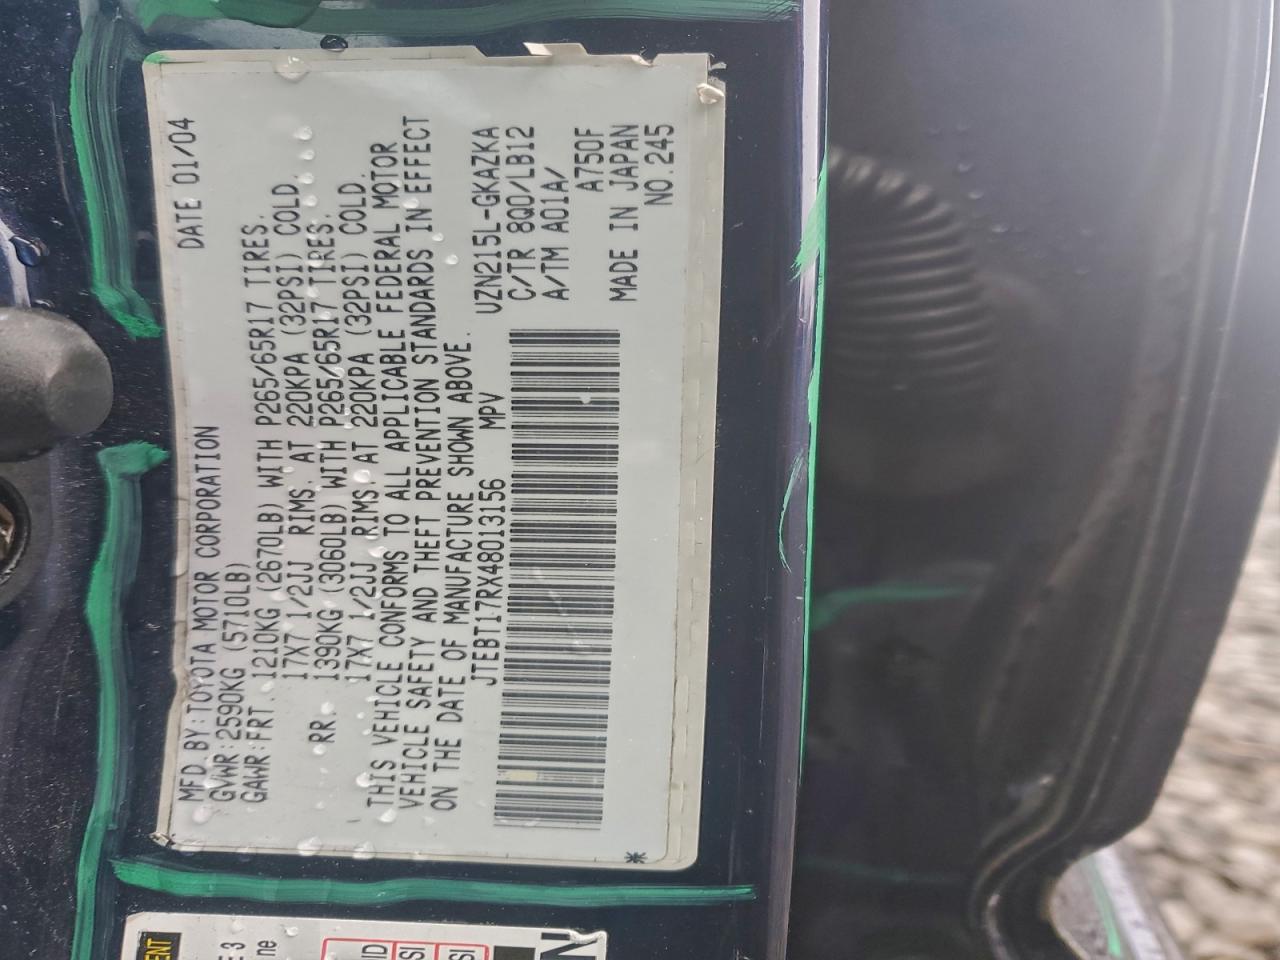 MFD.BY:TOYOTA MOTOR CORPORATION DATE 01/04
GVWR:2590KG (5710LB)
GAWR:FRT. 1210KG (2670LB) WITH P265/65R17 TIRES,
17X7 1/2JJ RIMS, AT 220KPA (32PSI) COLD.
RR. 1390KG (3060LB) WITH P265/65R17 TIRES,
17X7 1/2JJ RIMS, AT 220KPA (32PSI) COLD.
THIS VEHICLE CONFORMS TO ALL APPLICABLE FEDERAL MOTOR
VEHICLE SAFETY AND THEFT PREVENTION STANDARDS IN EFFECT
ON THE DATE OF MANUFACTURE SHOWN ABOVE.
JTEBT17RX48013156 MPV UZN215L-GKAZKA
C/TR 8Q0/LB12
A/TM A01A/
A750F
MADE IN JAPAN
NO.245
*